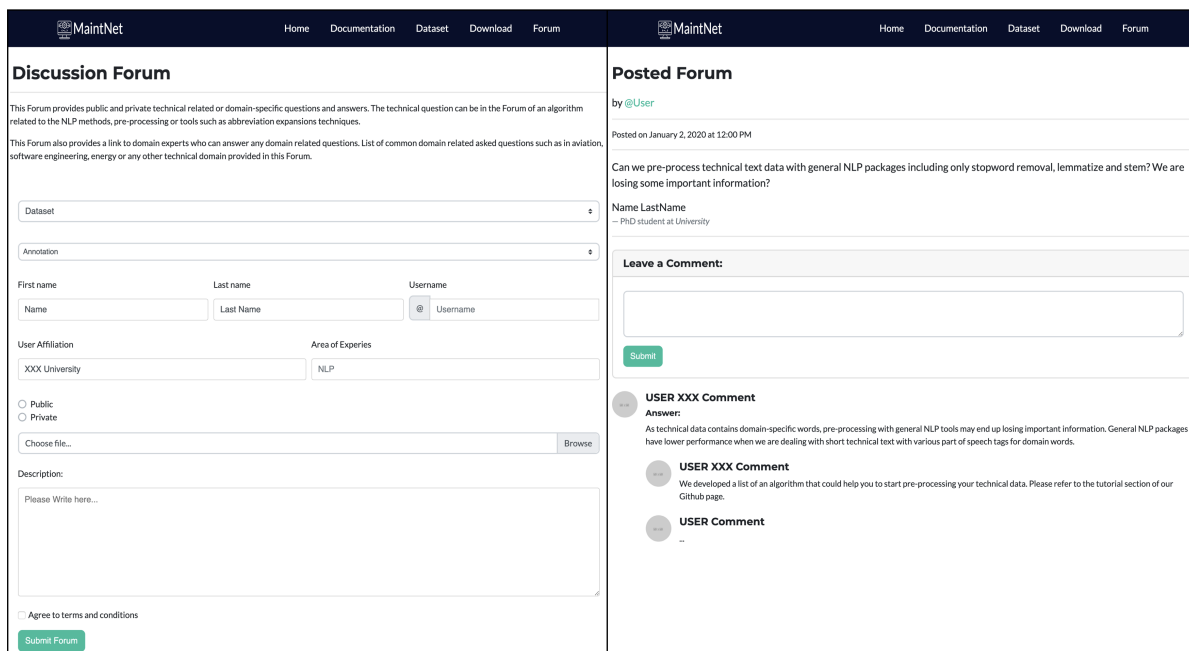 MaintNet
Home Documentation Dataset Download Forum
Discussion Forum
This Forum provides public and private technical related or domain-specific questions and answers. The technical question can be in the Forum of an algorithm
related to the NLP methods, pre-processing or tools such as abbreviation expansions techniques.
This Forum also provides a link to domain experts who can answer any domain related questions. List of common domain related asked questions such as in aviation,
software engineering, energy or any other technical domain provided in this Forum.
Dataset
Annotation
First name Last name Username
Name Last Name @ Username
User Affiliation Area of Experies
XXX University NLP
Public
Private
Choose file... Browse
Description:
Please Write here...
Agree to terms and conditions
Submit Forum
MaintNet
Home Documentation Dataset Download Forum
Posted Forum
by @User
Posted on January 2, 2020 at 12:00 PM
Can we pre-process technical text data with general NLP packages including only stopword removal, lemmatize and stem? We are
losing some important information?
Name LastName
— PhD student at University
Leave a Comment:
Submit
USER XXX Comment
Answer:
As technical data contains domain-specific words, pre-processing with general NLP tools may end up losing important information. General NLP packages
have lower performance when we are dealing with short technical text with various part of speech tags for domain words.
USER XXX Comment
We developed a list of an algorithm that could help you to start pre-processing your technical data. Please refer to the tutorial section of our
Github page.
USER Comment
...